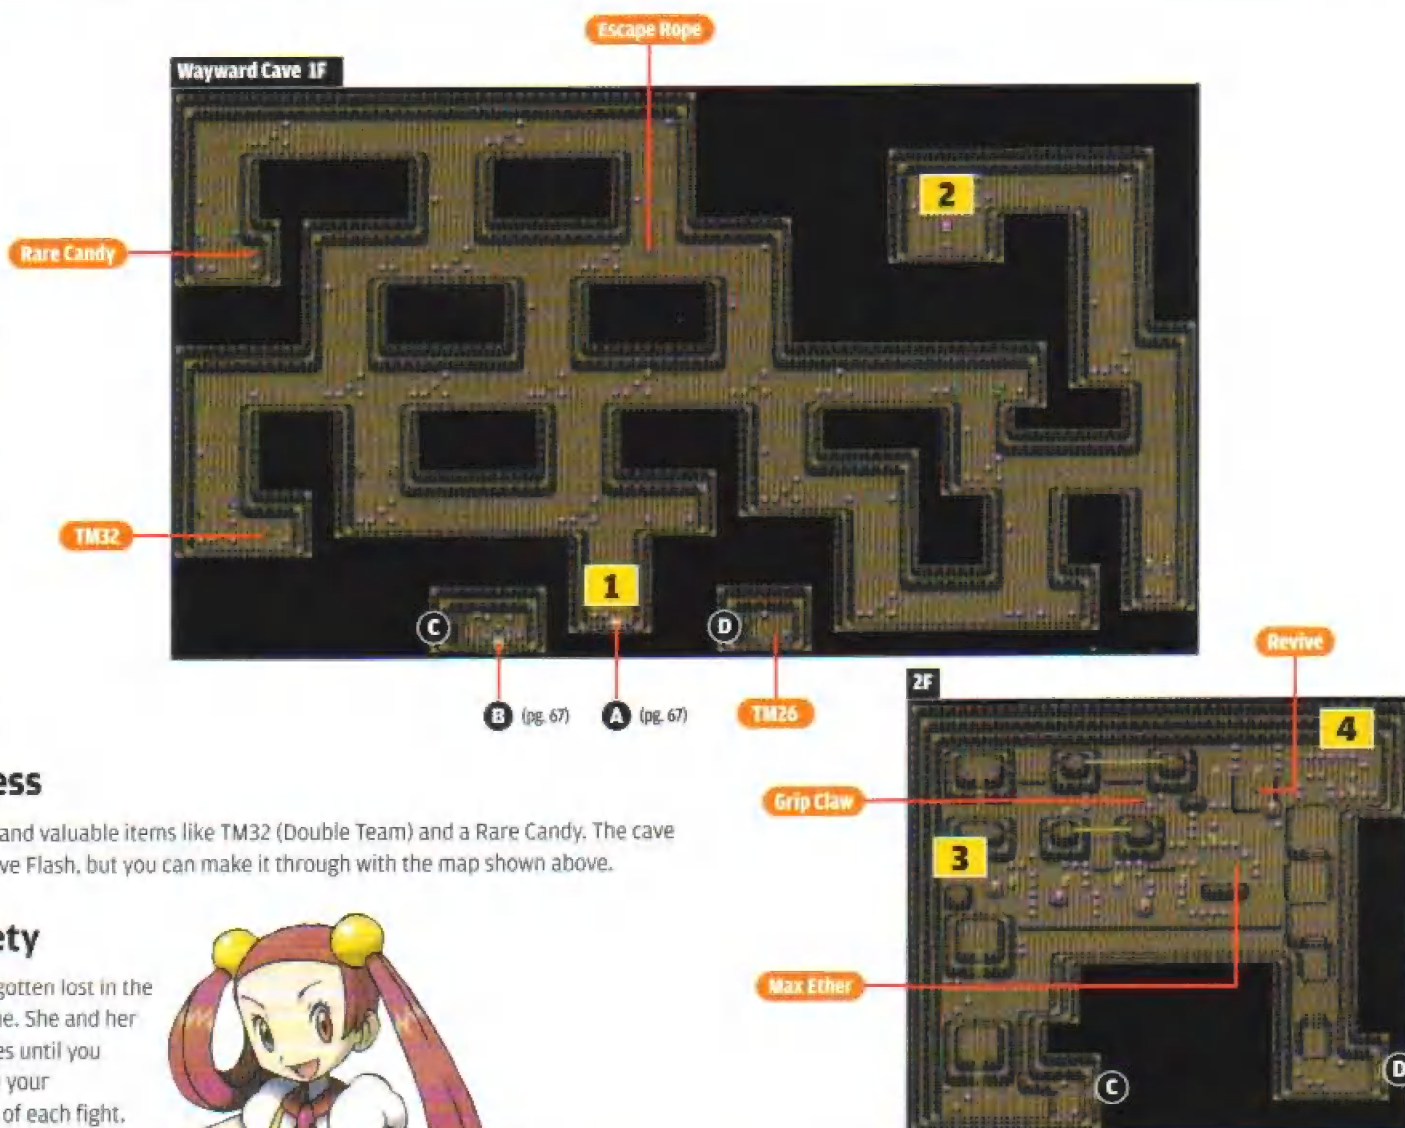 Escape Rope
Wayward Cave 1F
2
Rare Candy
TM32
1
C
D
B (pg. 67)
A (pg. 67)
TM26
Revive
2F
4
Grip Claw
3
Max Ether
C
D
ess
and valuable items like TM32 (Double Team) and a Rare Candy. The cave
ve Flash, but you can make it through with the map shown above.
ety
gotten lost in the
e. She and her
es until you
your
of each fight.